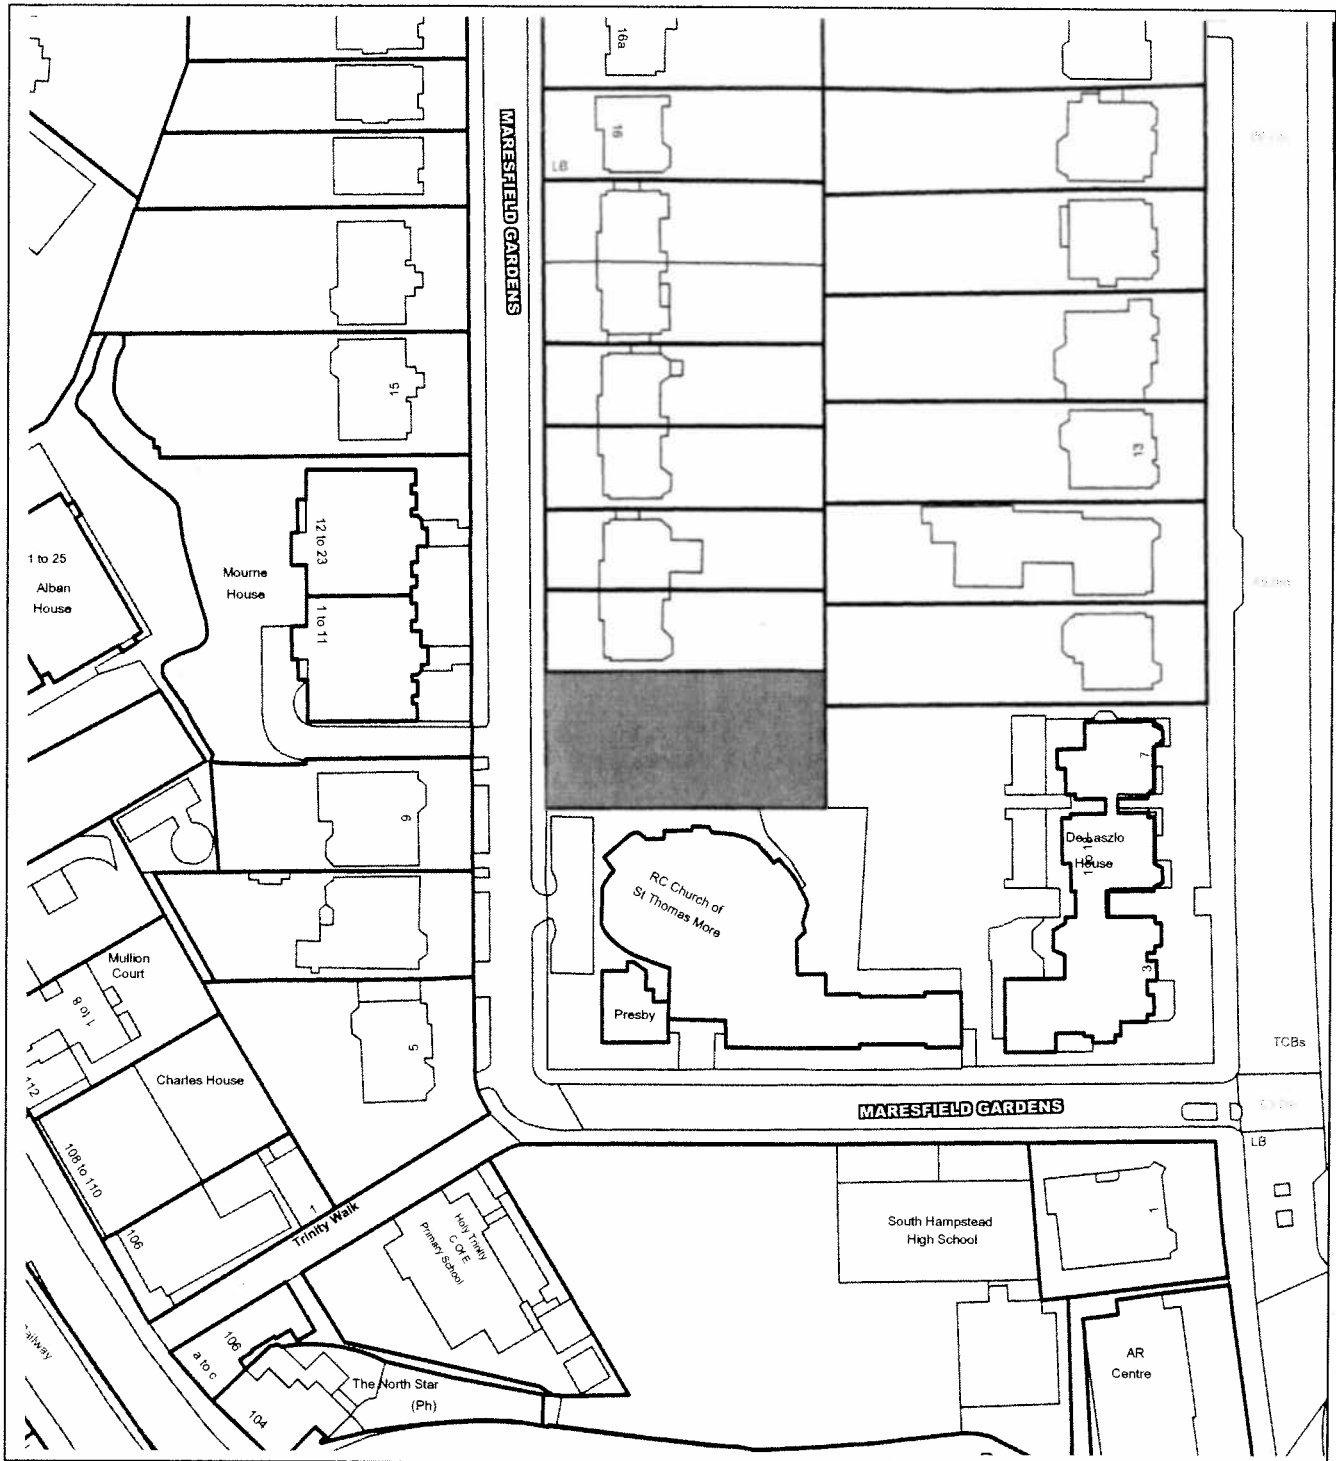 16a
16
LB
MARESFIELD GARDENS
15
13
12 to 23
1 to 25
Alban
House
Mourne
House
1 to 11
7
9
De Laszlo
House
RC Church of
St Thomas More
Mullion
Court
1 to 8
3
Presby
5
TCBs
112
Charles House
MARESFIELD GARDENS
LB
108 to 110
1
Trinity Walk
106
Holy Trinity
C Of E
Primary School
South Hampstead
High School
1
106
a to c
The North Star
(Ph)
104
AR
Centre